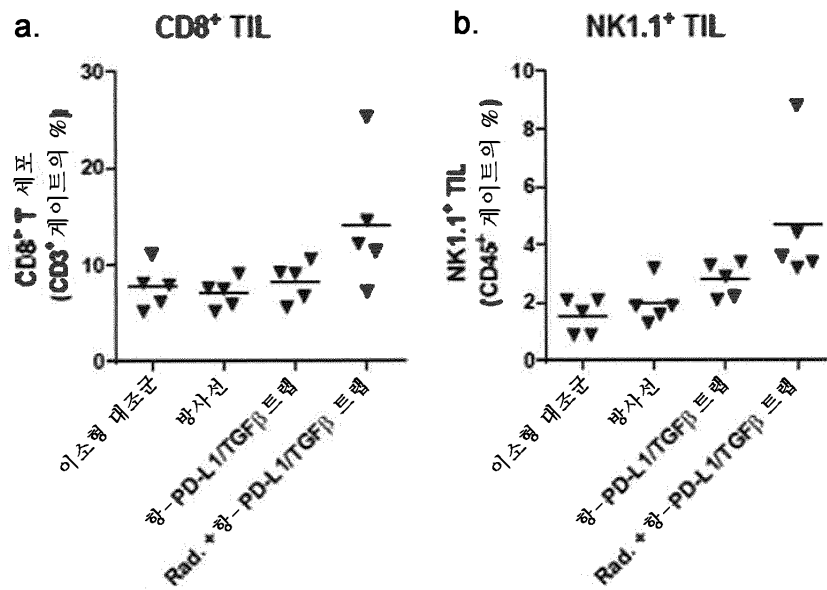 a.
CD8⁺ TIL
CD8⁺ T 세포
(CD3⁺ 게이트의 %)
30
20
10
0
이소형 대조군
방사선
항-PD-L1/TGFβ 트랩
Rad. + 항-PD-L1/TGFβ 트랩
b.
NK1.1⁺ TIL
NK1.1⁺ TIL
(CD45⁺ 게이트의 %)
10
8
6
4
2
0
이소형 대조군
방사선
항-PD-L1/TGFβ 트랩
Rad. + 항-PD-L1/TGFβ 트랩